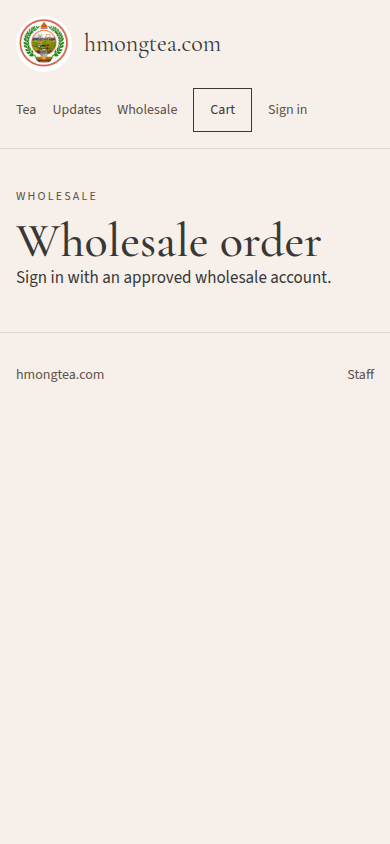 hmongtea.com
Tea Updates Wholesale Cart Sign in
WHOLESALE
Wholesale order
Sign in with an approved wholesale account.
hmongtea.com Staff